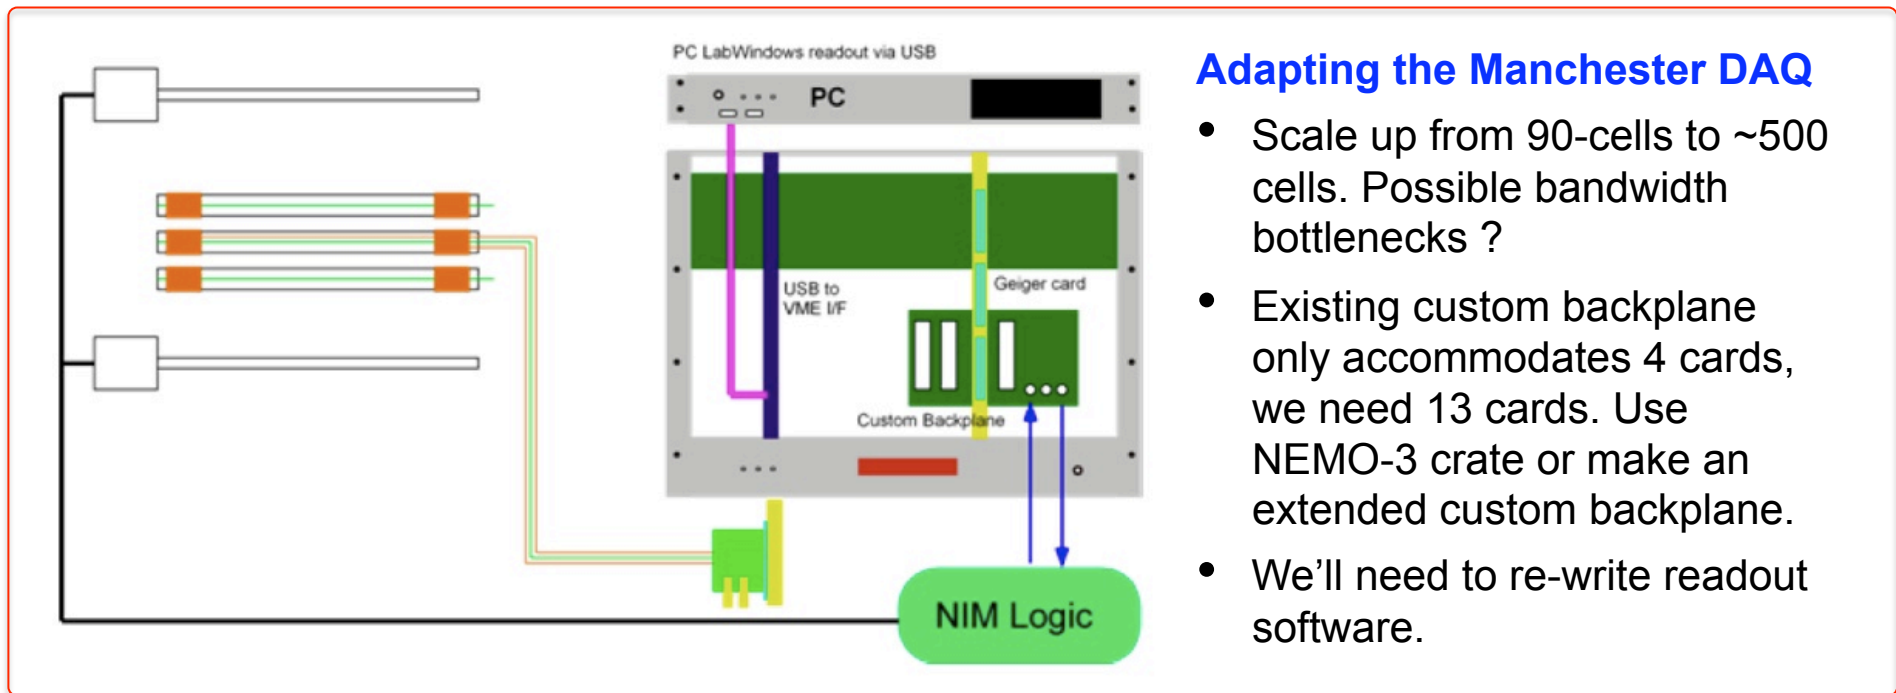 PC LabWindows readout via USB
PC
USB to
VME I/F
Geiger card
Custom Backplane
NIM Logic
Adapting the Manchester DAQ
• Scale up from 90-cells to ~500
cells. Possible bandwidth
bottlenecks ?
• Existing custom backplane
only accommodates 4 cards,
we need 13 cards. Use
NEMO-3 crate or make an
extended custom backplane.
• We’ll need to re-write readout
software.